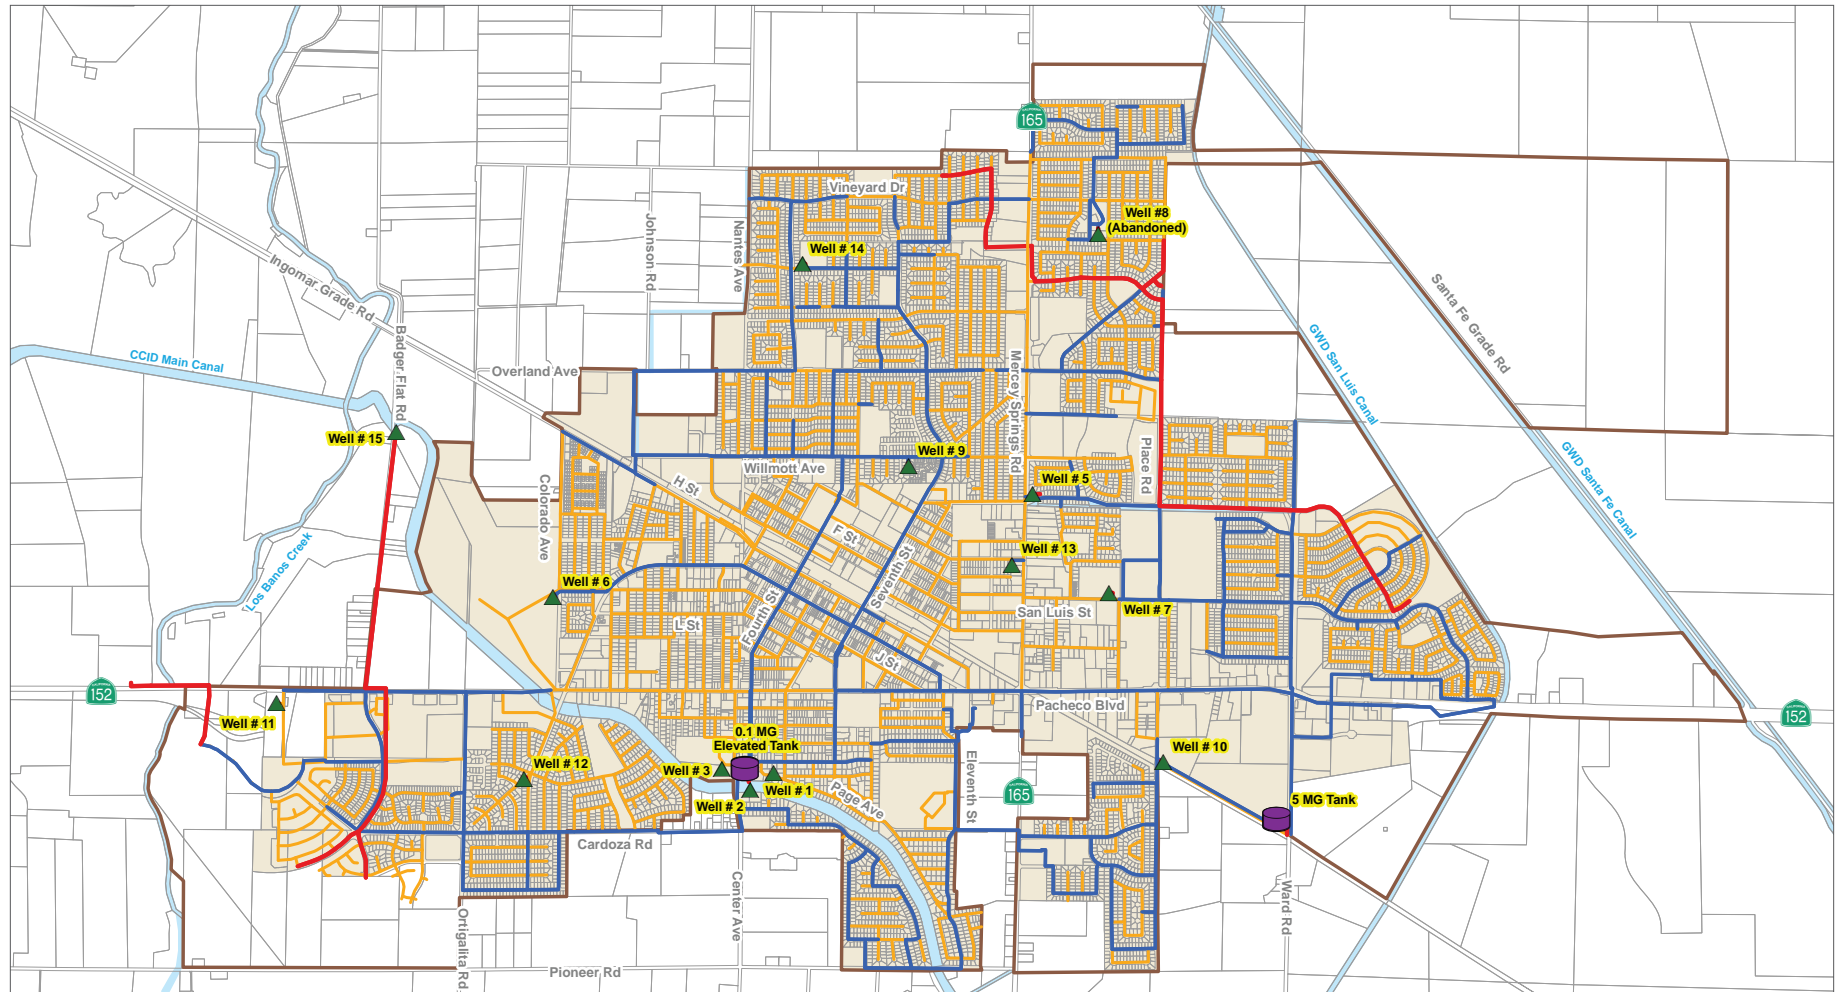 165
Vineyard Dr
Well #8
(Abandoned)
Johnson Rd
Nantes Ave
Well # 14
Ingomar Grade Rd
Santa Fe Grade Rd
GWD San Luis Canal
CCID Main Canal
Badger Flat Rd
Overland Ave
Mercey Springs Rd
Well # 15
Well # 9
Willmott Ave
Place Rd
GWD Santa Fe Canal
H St
Well # 5
Colorado Ave
F St
Seventh St
Well # 13
Los Banos Creek
Well # 6
Fourth St
San Luis St
Well # 7
L St
J St
CALIFORNIA
152
Pacheco Blvd
152
Well # 11
0.1 MG
Elevated Tank
Well # 10
Well # 12
Well # 3
Eleventh St
Well # 1
Well # 2
Page Ave
165
5 MG Tank
Cardoza Rd
Center Ave
Ward Rd
Ortigalita Rd
Pioneer Rd